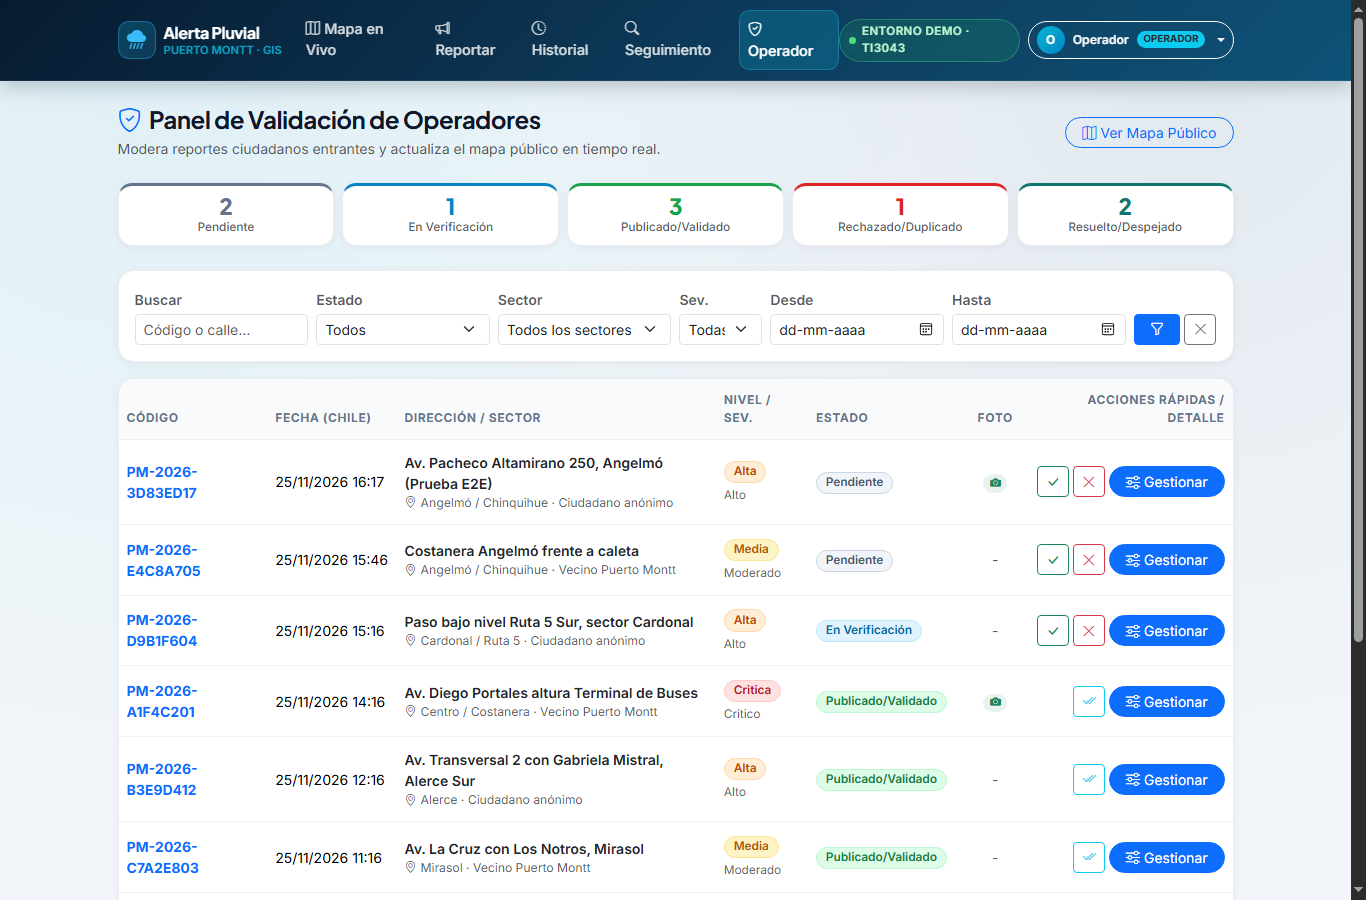 Alerta Pluvial
PUERTO MONTT · GIS
Mapa en
Vivo
Reportar
Historial
Seguimiento
Operador
ENTORNO DEMO ·
TI3043
O Operador OPERADOR
Panel de Validación de Operadores
Modera reportes ciudadanos entrantes y actualiza el mapa público en tiempo real.
Ver Mapa Público
2
Pendiente
1
En Verificación
3
Publicado/Validado
1
Rechazado/Duplicado
2
Resuelto/Despejado
Buscar Estado Sector Sev. Desde Hasta
Código o calle... Todos Todos los sectores Todas dd-mm-aaaa dd-mm-aaaa
CÓDIGO FECHA (CHILE) DIRECCIÓN / SECTOR NIVEL / SEV. ESTADO FOTO ACCIONES RÁPIDAS / DETALLE
PM-2026-
3D83ED17
25/11/2026 16:17
Av. Pacheco Altamirano 250, Angelmó
(Prueba E2E)
Angelmó / Chinquihue · Ciudadano anónimo
Alta
Alto
Pendiente
Gestionar
PM-2026-
E4C8A705
25/11/2026 15:46
Costanera Angelmó frente a caleta
Angelmó / Chinquihue · Vecino Puerto Montt
Media
Moderado
Pendiente
-
Gestionar
PM-2026-
D9B1F604
25/11/2026 15:16
Paso bajo nivel Ruta 5 Sur, sector Cardonal
Cardonal / Ruta 5 · Ciudadano anónimo
Alta
Alto
En Verificación
-
Gestionar
PM-2026-
A1F4C201
25/11/2026 14:16
Av. Diego Portales altura Terminal de Buses
Centro / Costanera · Vecino Puerto Montt
Critica
Critico
Publicado/Validado
Gestionar
PM-2026-
B3E9D412
25/11/2026 12:16
Av. Transversal 2 con Gabriela Mistral,
Alerce Sur
Alerce · Ciudadano anónimo
Alta
Alto
Publicado/Validado
-
Gestionar
PM-2026-
C7A2E803
25/11/2026 11:16
Av. La Cruz con Los Notros, Mirasol
Mirasol · Vecino Puerto Montt
Media
Moderado
Publicado/Validado
-
Gestionar